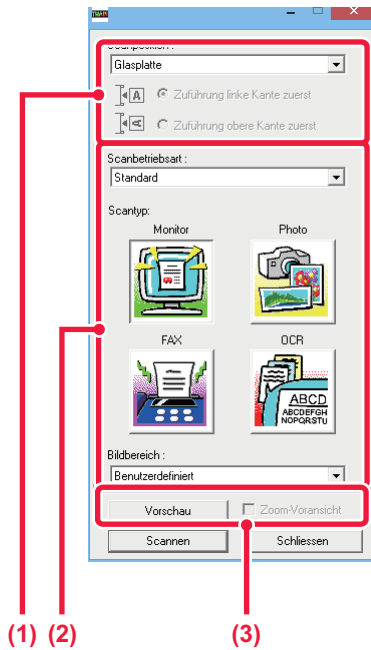 TWAIN
Scanposition :
Glasplatte
A Zuführung linke Kante zuerst
A Zuführung obere Kante zuerst
Scanbetriebsart :
Standard
Scantyp:
Monitor Photo
FAX OCR
ABCD
ABCDEFGH
NOPQRSTU
Bildbereich :
Benutzerdefiniert
Vorschau Zoom-Voransicht
Scannen Schliessen
(1) (2) (3)